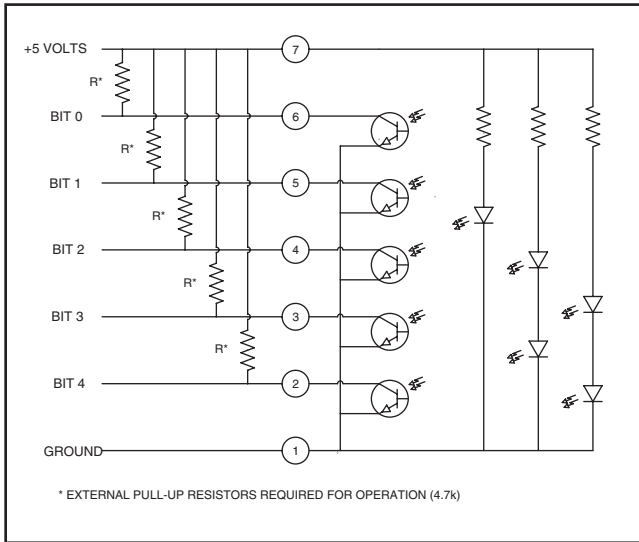 +5 VOLTS 7
R*
BIT 0 6
R*
BIT 1 5
R*
BIT 2 4
R*
BIT 3 3
R*
BIT 4 2
GROUND 1
* EXTERNAL PULL-UP RESISTORS REQUIRED FOR OPERATION (4.7k)